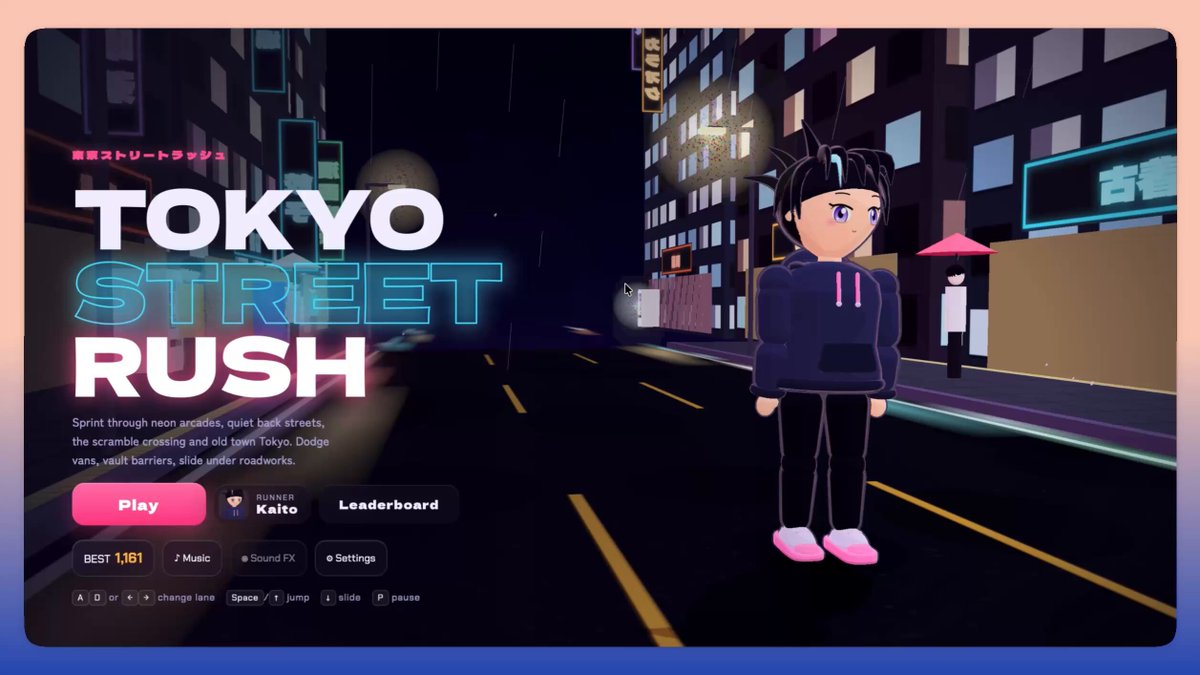 東京ストリートラッシュ
TOKYO
STREET
RUSH
Sprint through neon arcades, quiet back streets,
the scramble crossing and old town Tokyo. Dodge
vans, vault barriers, slide under roadworks.
Play
RUNNER
Kaito
Leaderboard
BEST 1,161
♪ Music
◉ Sound FX
⚙ Settings
A D or ← → change lane Space / ↑ jump ↓ slide P pause
古着